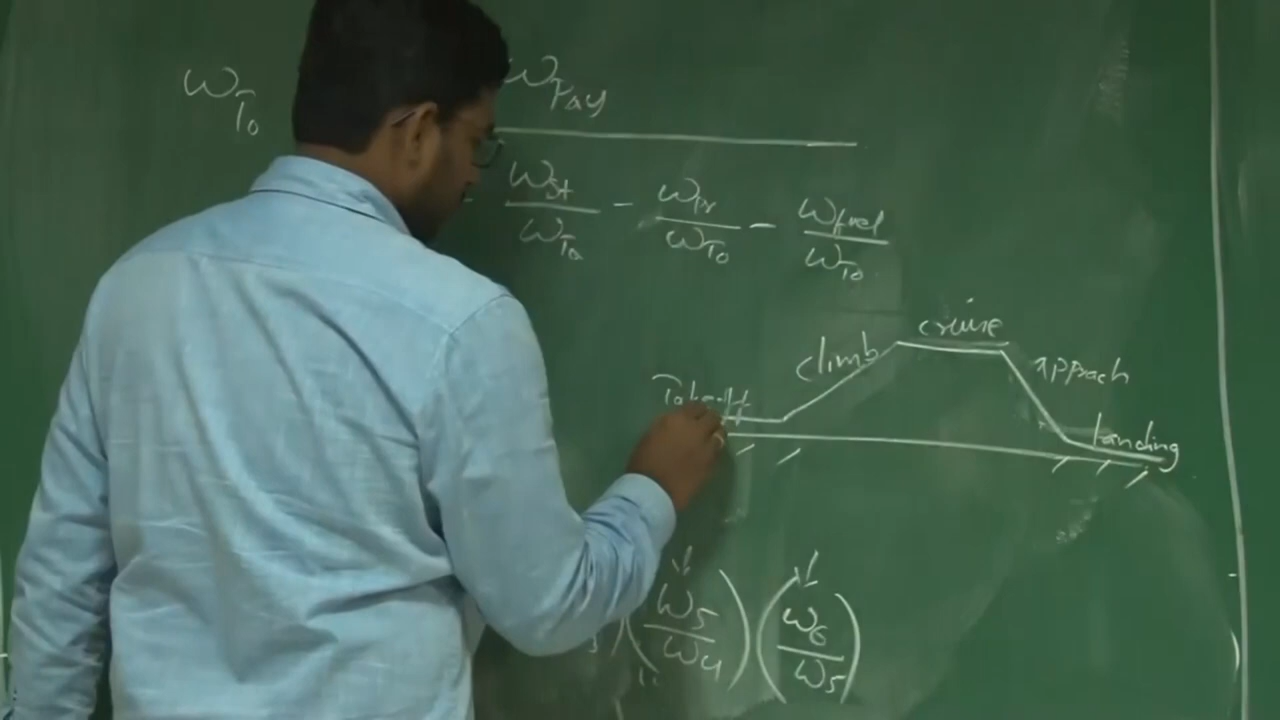 W_To W_Pay
- W_St/W_To - W_Pr/W_To - W_fuel/W_To
cruise
climb
approach
Takeoff
landing
(W_5/W_4) (W_6/W_5)